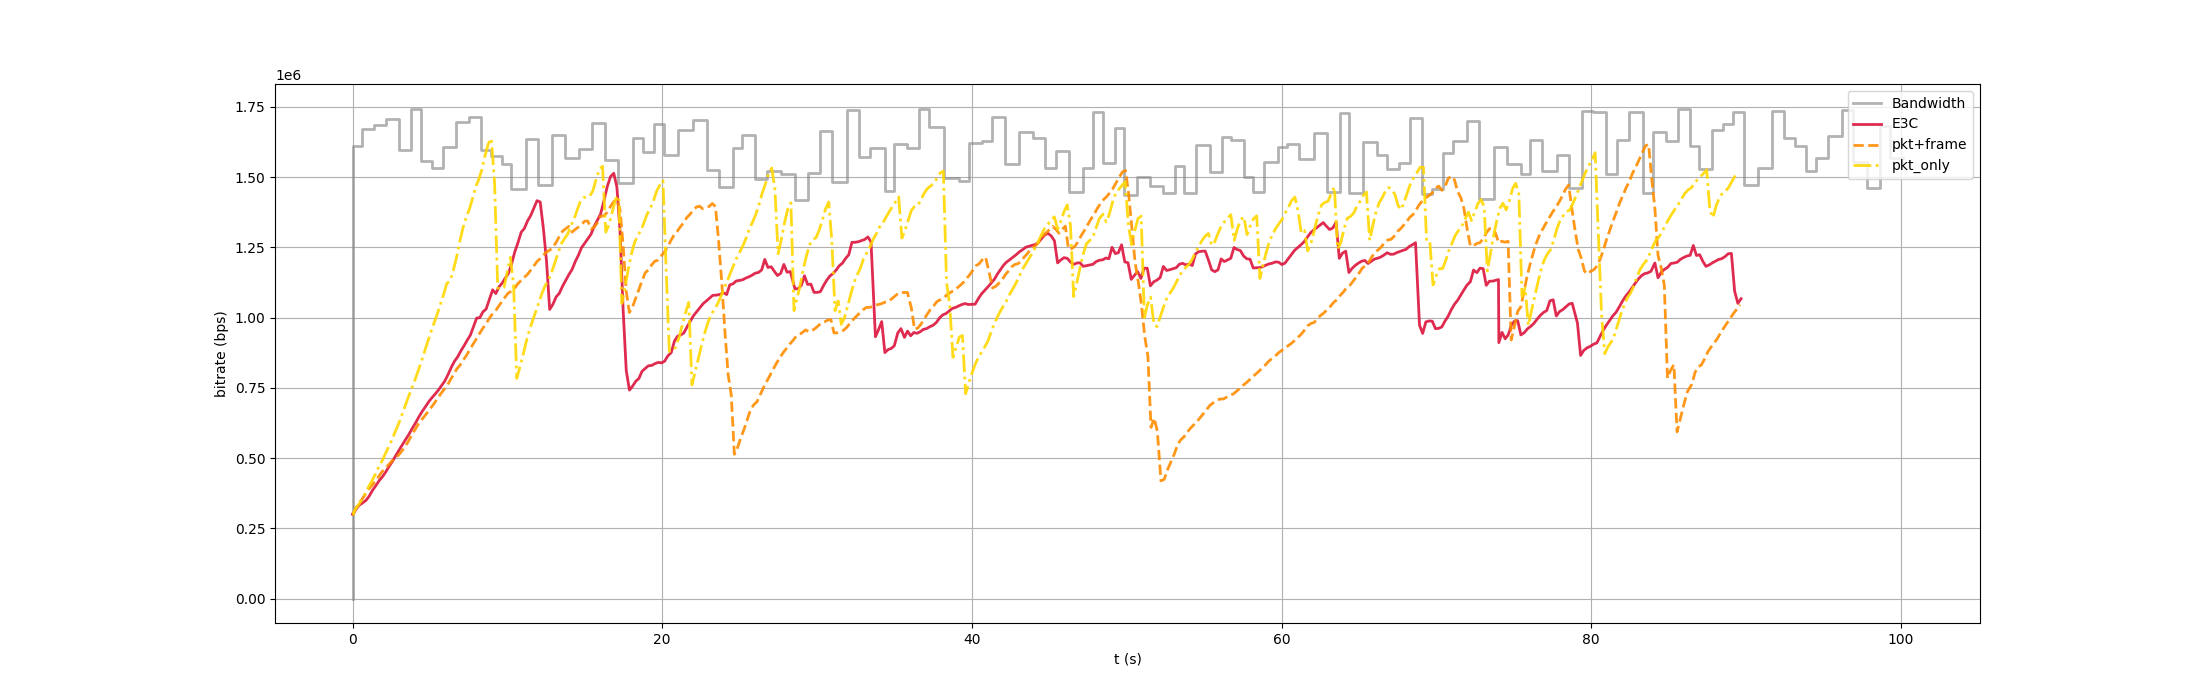 1e6
1.75
1.50
1.25
1.00
0.75
0.50
0.25
0.00
bitrate (bps)
0 20 40 60 80 100
t (s)
Bandwidth
E3C
pkt+frame
pkt_only